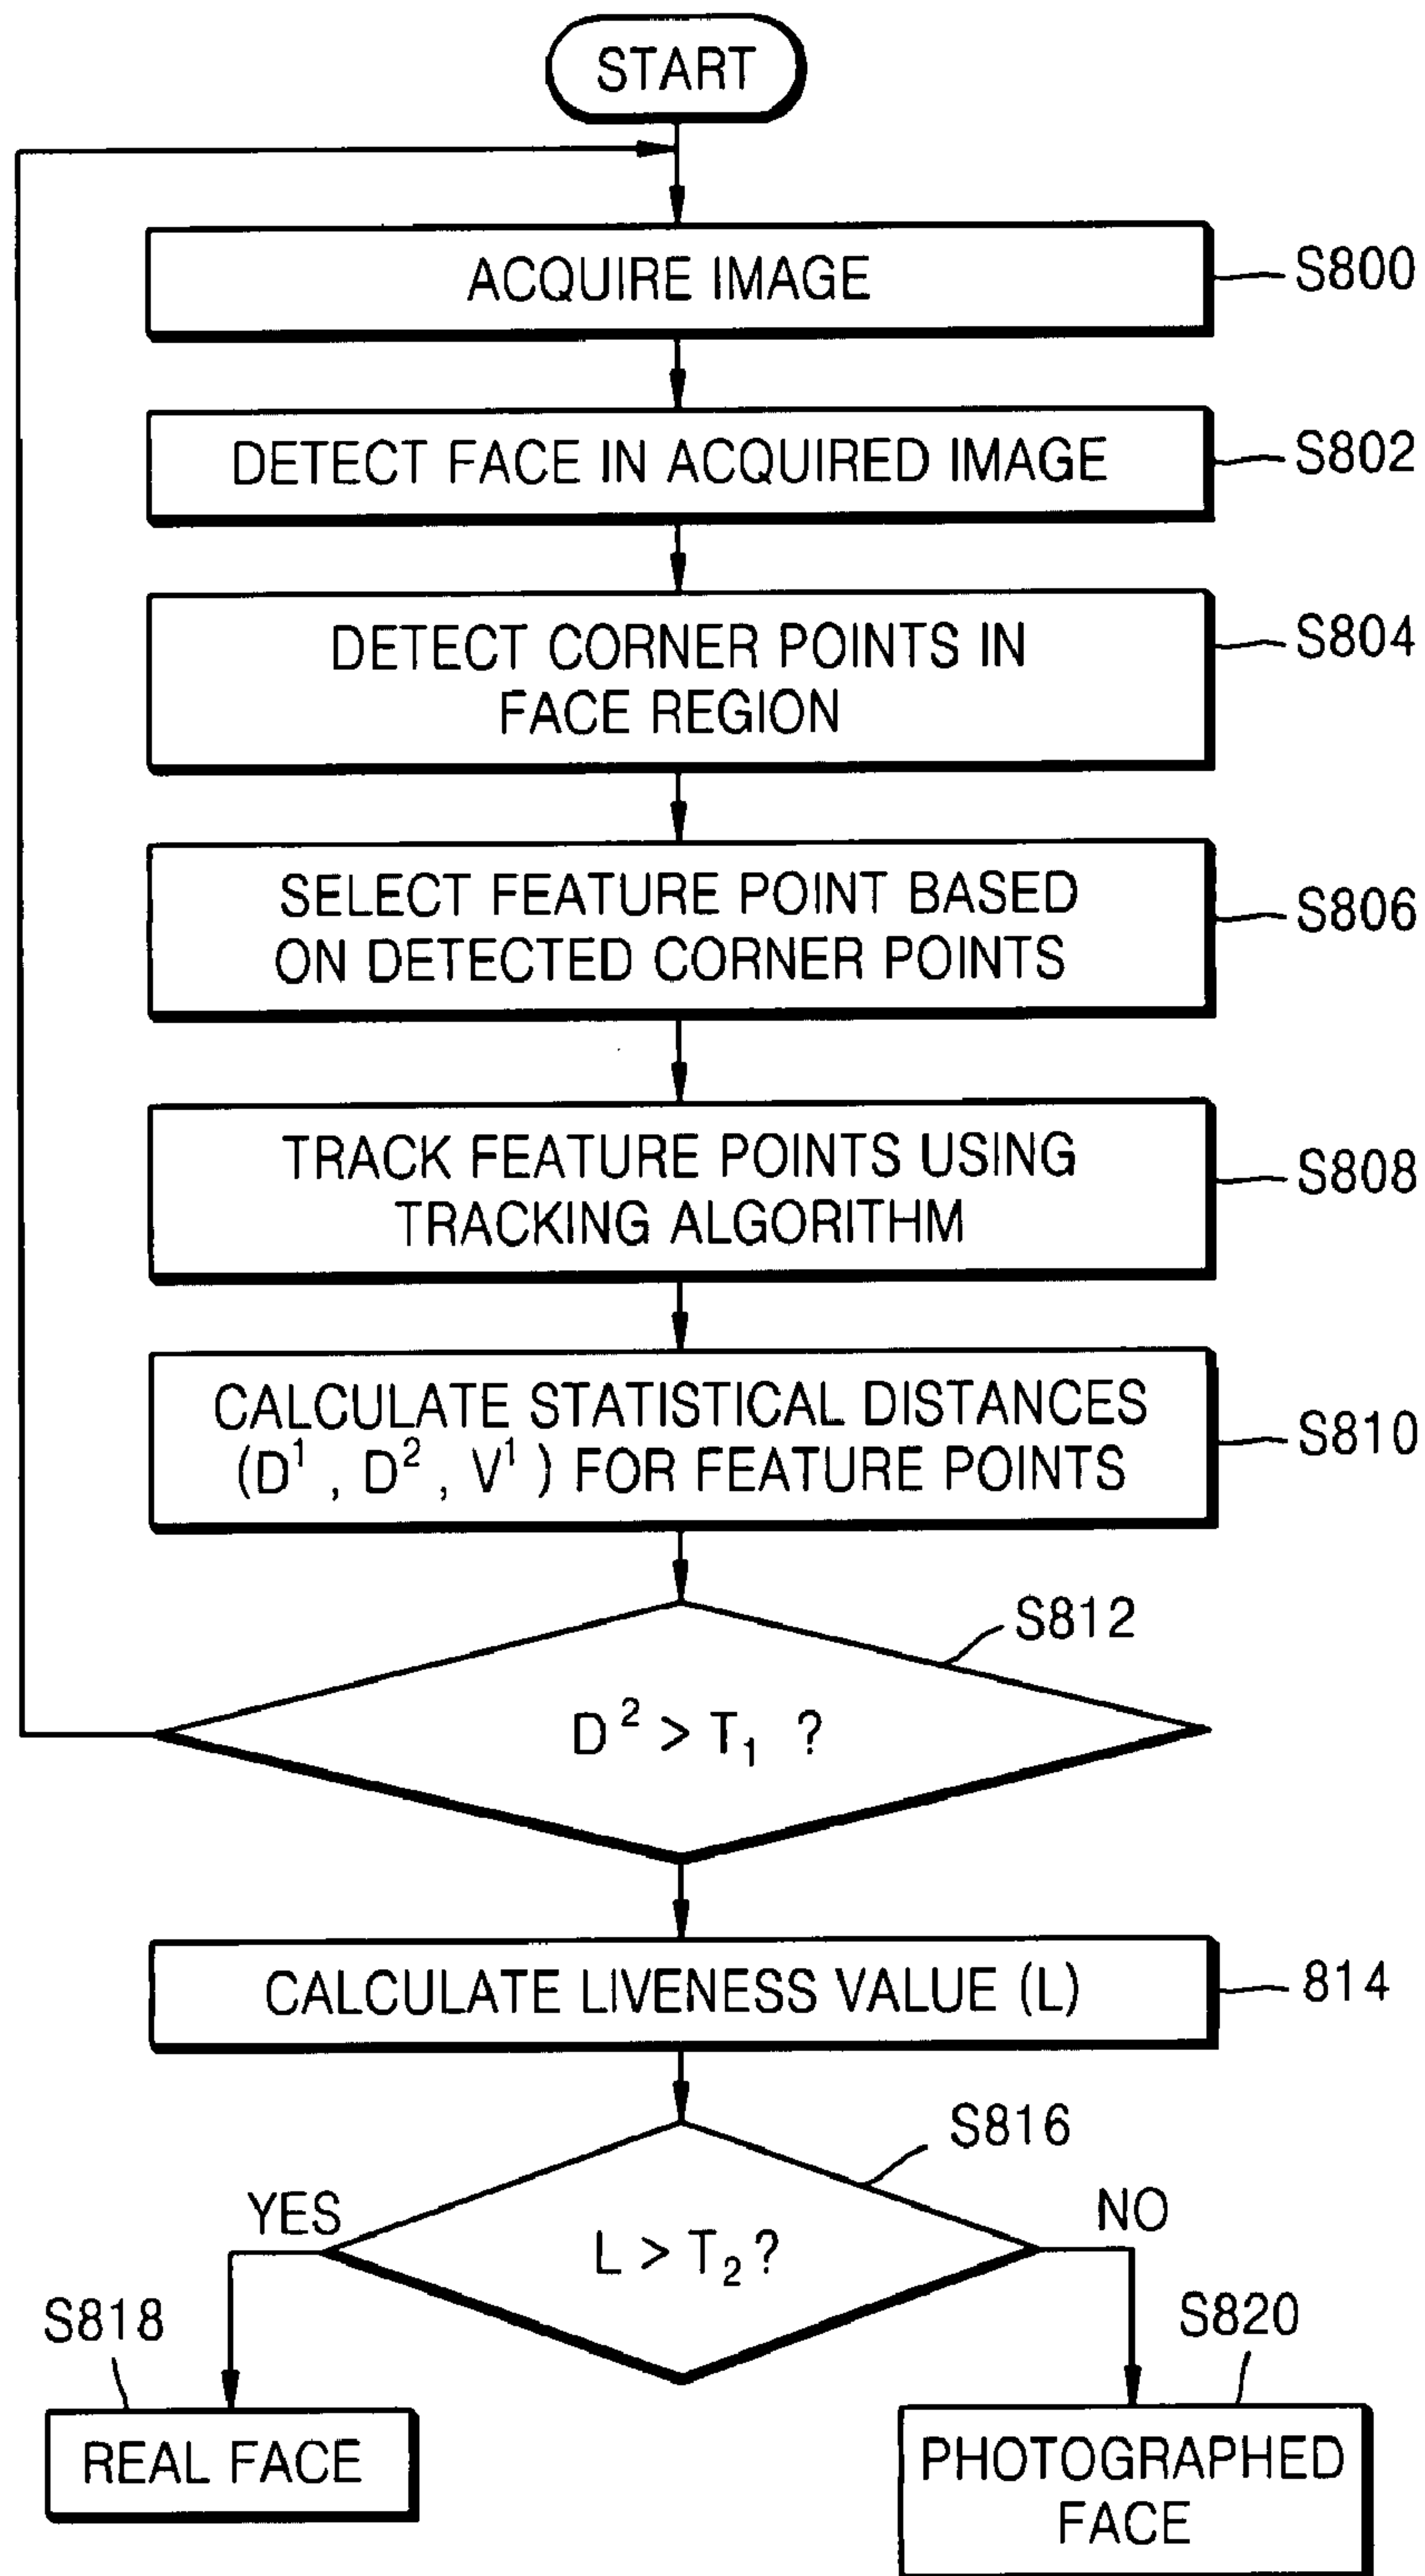 START
ACQUIRE IMAGE
S800
DETECT FACE IN ACQUIRED IMAGE
S802
DETECT CORNER POINTS IN
FACE REGION
S804
SELECT FEATURE POINT BASED
ON DETECTED CORNER POINTS
S806
TRACK FEATURE POINTS USING
TRACKING ALGORITHM
S808
CALCULATE STATISTICAL DISTANCES
(D¹ , D² , V¹ ) FOR FEATURE POINTS
S810
S812
D² > T₁ ?
CALCULATE LIVENESS VALUE (L)
814
S816
YES
NO
L > T₂ ?
S818
S820
REAL FACE
PHOTOGRAPHED
FACE